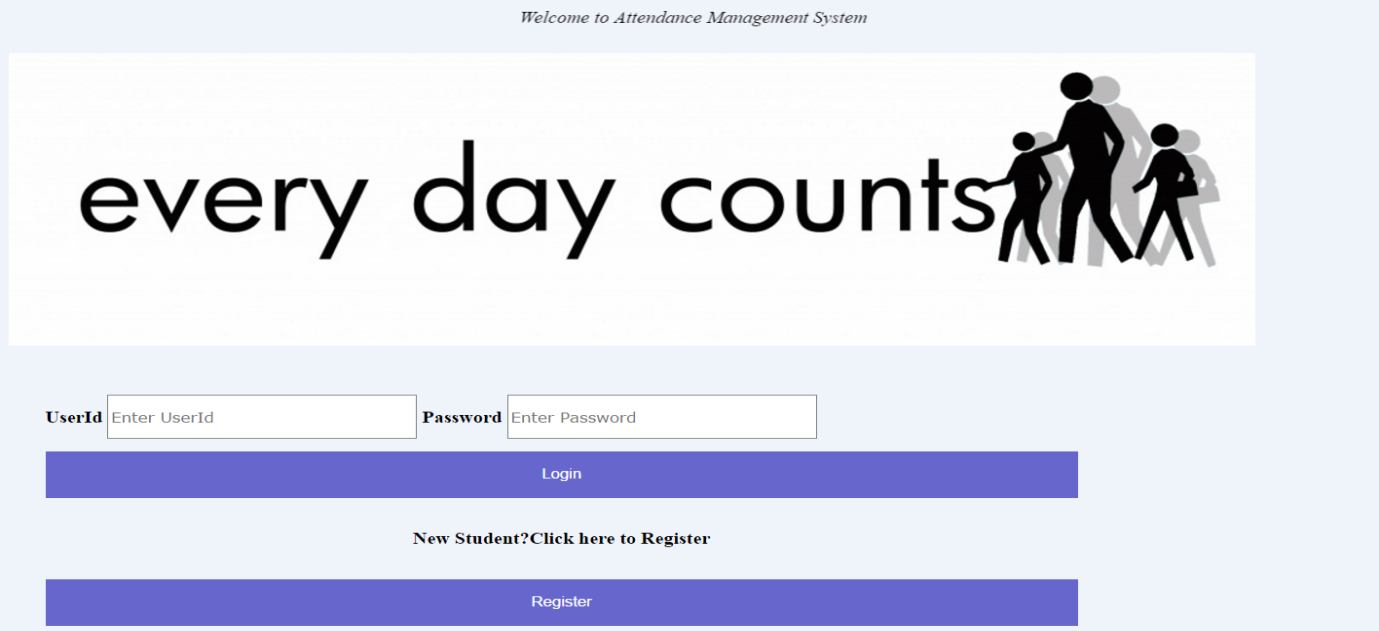 Welcome to Attendance Management System
every day counts
UserId Enter UserId Password Enter Password
Login
New Student?Click here to Register
Register